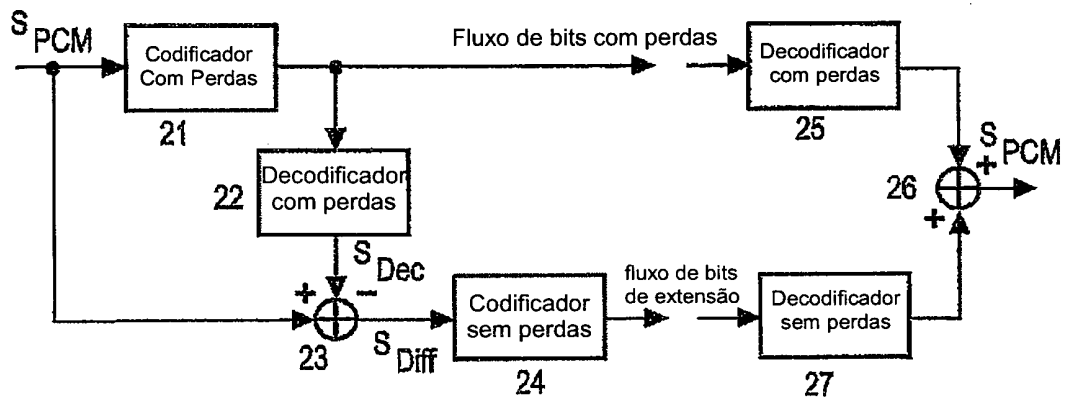 S PCM
Codificador
Com Perdas
21
Fluxo de bits com perdas
Decodificador
com perdas
25
S PCM
+
26
+
Decodificador
com perdas
22
S Dec
+
−
23
S Diff
Codificador
sem perdas
24
fluxo de bits
de extensão
Decodificador
sem perdas
27